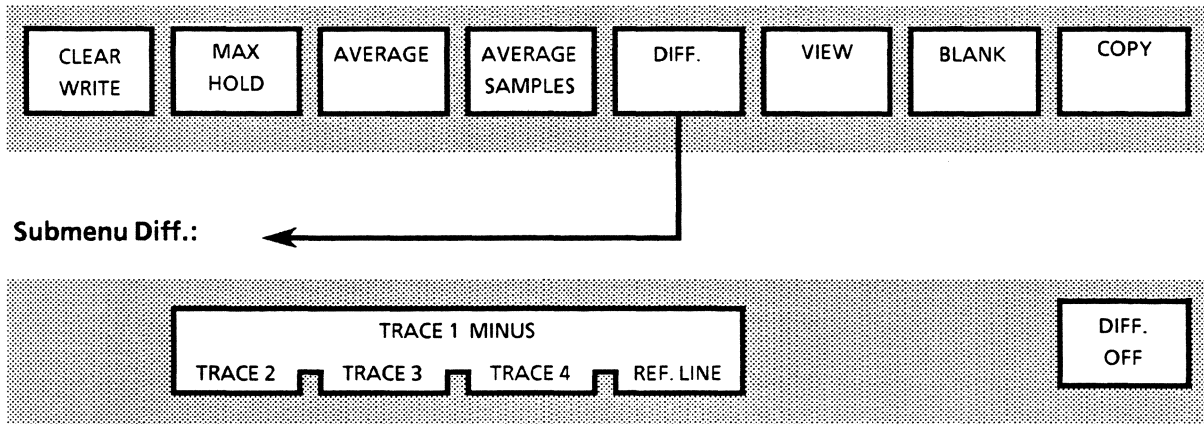 CLEAR
WRITE
MAX
HOLD
AVERAGE
AVERAGE
SAMPLES
DIFF.
VIEW
BLANK
COPY
Submenu Diff.:
TRACE 1 MINUS
TRACE 2 TRACE 3 TRACE 4 REF. LINE
DIFF.
OFF